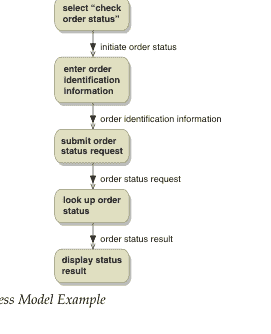 select "check
order status"
initiate order status
enter order
identification
information
order identification information
submit order
status request
order status request
look up order
status
order status result
display status
result
ess Model Example